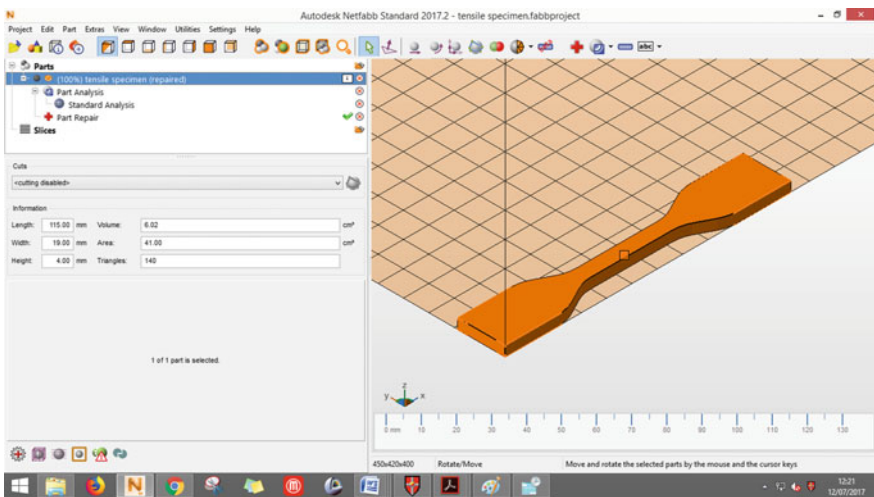 Autodesk Netfabb Standard 2017.2 - tensile specimen.fabbproject
Project Edit Part Extras View Window Utilities Settings Help
abc
Parts
(100%) tensile specimen (repaired)
Part Analysis
Standard Analysis
Part Repair
Slices
Cuts
<cutting disabled>
Information
Length: 115.00 mm Volume: 6.02 cm³
Width: 19.00 mm Area: 41.00 cm²
Height: 4.00 mm Triangles: 140
1 of 1 part is selected.
z
y x
0 mm 10 20 30 40 50 60 70 80 90 100 110 120 130
450x420x400 Rotate/Move Move and rotate the selected parts by the mouse and the cursor keys
12:21
12/07/2017